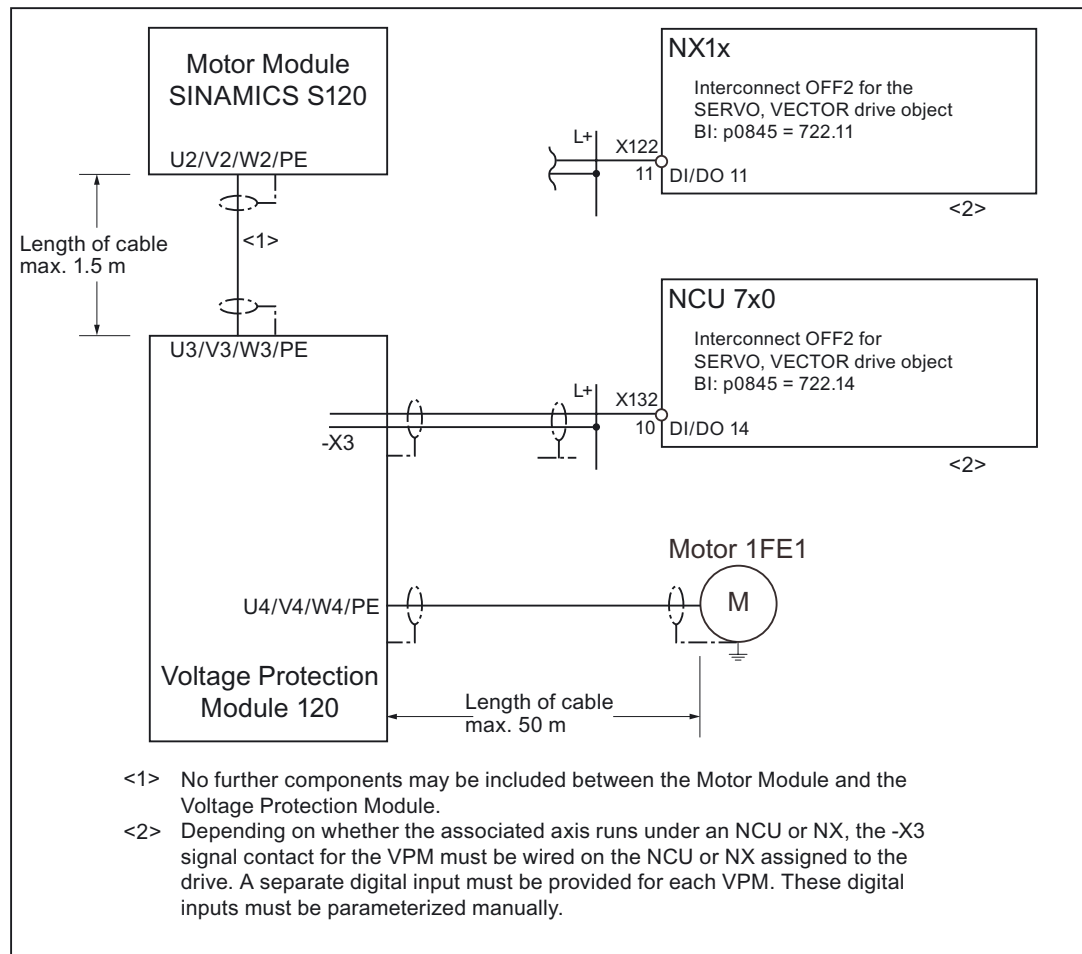 Motor Module
SINAMICS S120
U2/V2/W2/PE
Length of cable
max. 1.5 m
<1>
U3/V3/W3/PE
-X3
U4/V4/W4/PE
Voltage Protection
Module 120
NX1x
Interconnect OFF2 for the
SERVO, VECTOR drive object
BI: p0845 = 722.11
L+
X122
11
DI/DO 11
<2>
NCU 7x0
Interconnect OFF2 for
SERVO, VECTOR drive object
BI: p0845 = 722.14
L+
X132
10
DI/DO 14
<2>
Motor 1FE1
M
Length of cable
max. 50 m
<1> No further components may be included between the Motor Module and the
Voltage Protection Module.
<2> Depending on whether the associated axis runs under an NCU or NX, the -X3
signal contact for the VPM must be wired on the NCU or NX assigned to the
drive. A separate digital input must be provided for each VPM. These digital
inputs must be parameterized manually.